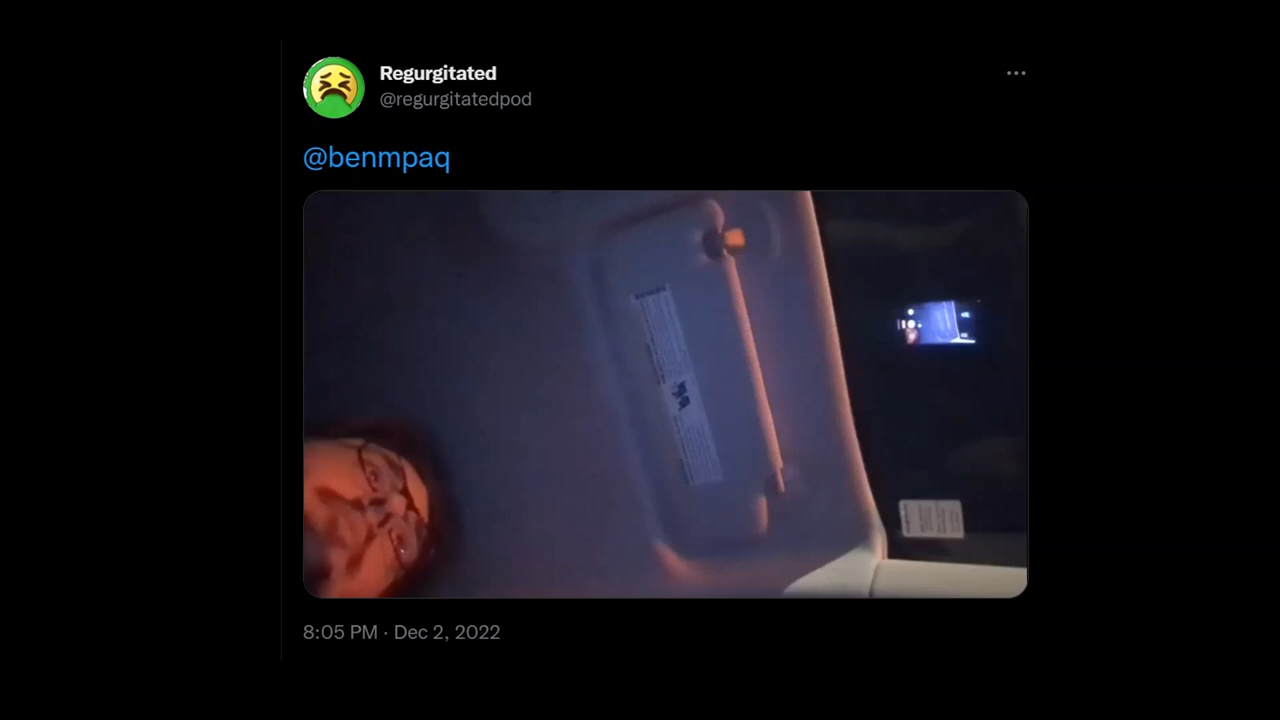 Regurgitated
@regurgitatedpod
@benmpaq
8:05 PM · Dec 2, 2022